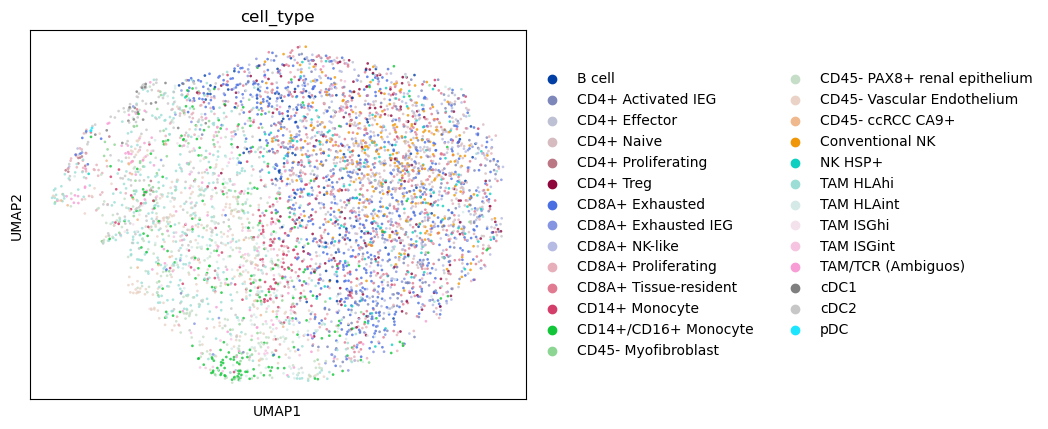 cell_type
UMAP2
UMAP1
B cell
CD4+ Activated IEG
CD4+ Effector
CD4+ Naive
CD4+ Proliferating
CD4+ Treg
CD8A+ Exhausted
CD8A+ Exhausted IEG
CD8A+ NK-like
CD8A+ Proliferating
CD8A+ Tissue-resident
CD14+ Monocyte
CD14+/CD16+ Monocyte
CD45- Myofibroblast
CD45- PAX8+ renal epithelium
CD45- Vascular Endothelium
CD45- ccRCC CA9+
Conventional NK
NK HSP+
TAM HLAhi
TAM HLAint
TAM ISGhi
TAM ISGint
TAM/TCR (Ambiguos)
cDC1
cDC2
pDC